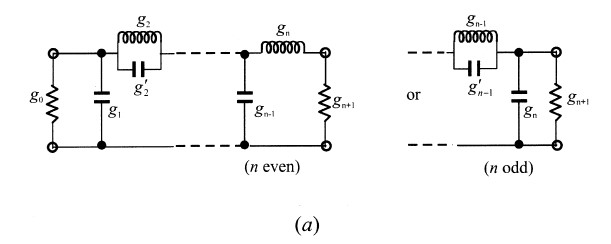 g₂ gₙ gₙ₋₁
g₀ g₁ g′₂ gₙ₋₁ gₙ₊₁ or g′ₙ₋₁ gₙ gₙ₊₁
(n even) (n odd)
(a)